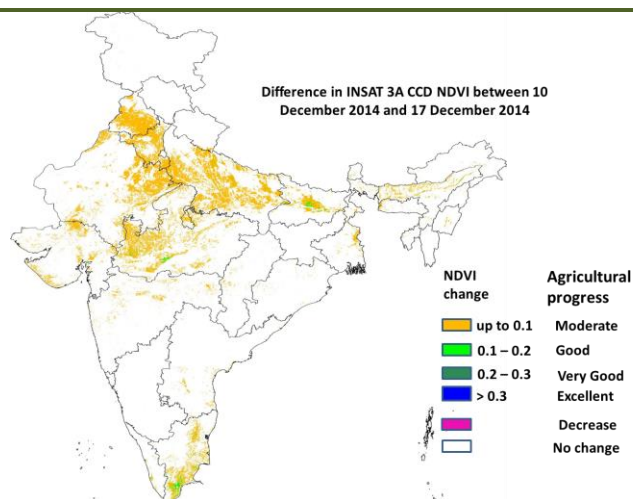 Difference in INSAT 3A CCD NDVI between 10
December 2014 and 17 December 2014
NDVI change Agricultural progress
up to 0.1 Moderate
0.1 – 0.2 Good
0.2 – 0.3 Very Good
> 0.3 Excellent
Decrease
No change